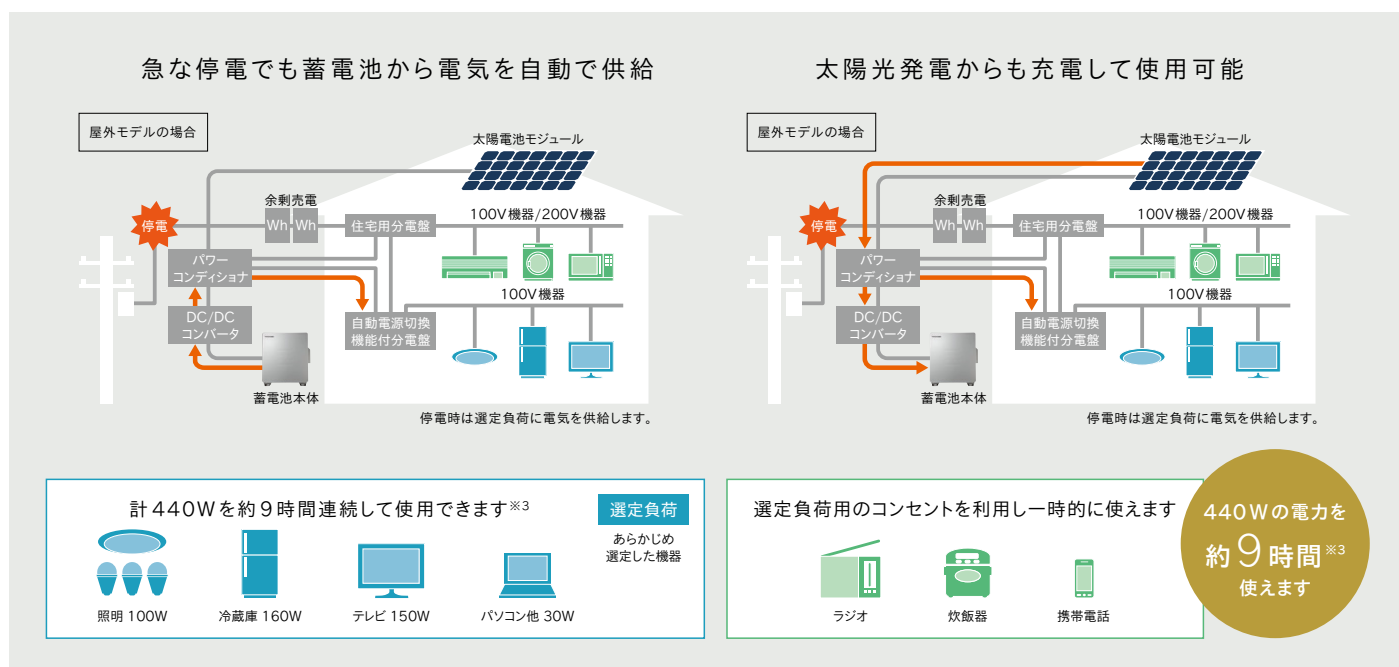 急な停電でも蓄電池から電気を自動で供給
屋外モデルの場合
太陽電池モジュール
余剰売電
停電
Wh Wh
住宅用分電盤
100V機器/200V機器
パワー
コンディショナ
100V機器
DC/DC
コンバータ
自動電源切換
機能付分電盤
蓄電池本体
停電時は選定負荷に電気を供給します。
太陽光発電からも充電して使用可能
屋外モデルの場合
太陽電池モジュール
余剰売電
停電
Wh Wh
住宅用分電盤
100V機器/200V機器
パワー
コンディショナ
100V機器
DC/DC
コンバータ
自動電源切換
機能付分電盤
蓄電池本体
停電時は選定負荷に電気を供給します。
計440Wを約9時間連続して使用できます※3
選定負荷
あらかじめ
選定した機器
照明 100W
冷蔵庫 160W
テレビ 150W
パソコン他 30W
選定負荷用のコンセントを利用し一時的に使えます
ラジオ
炊飯器
携帯電話
440Wの電力を
約9時間※3
使えます